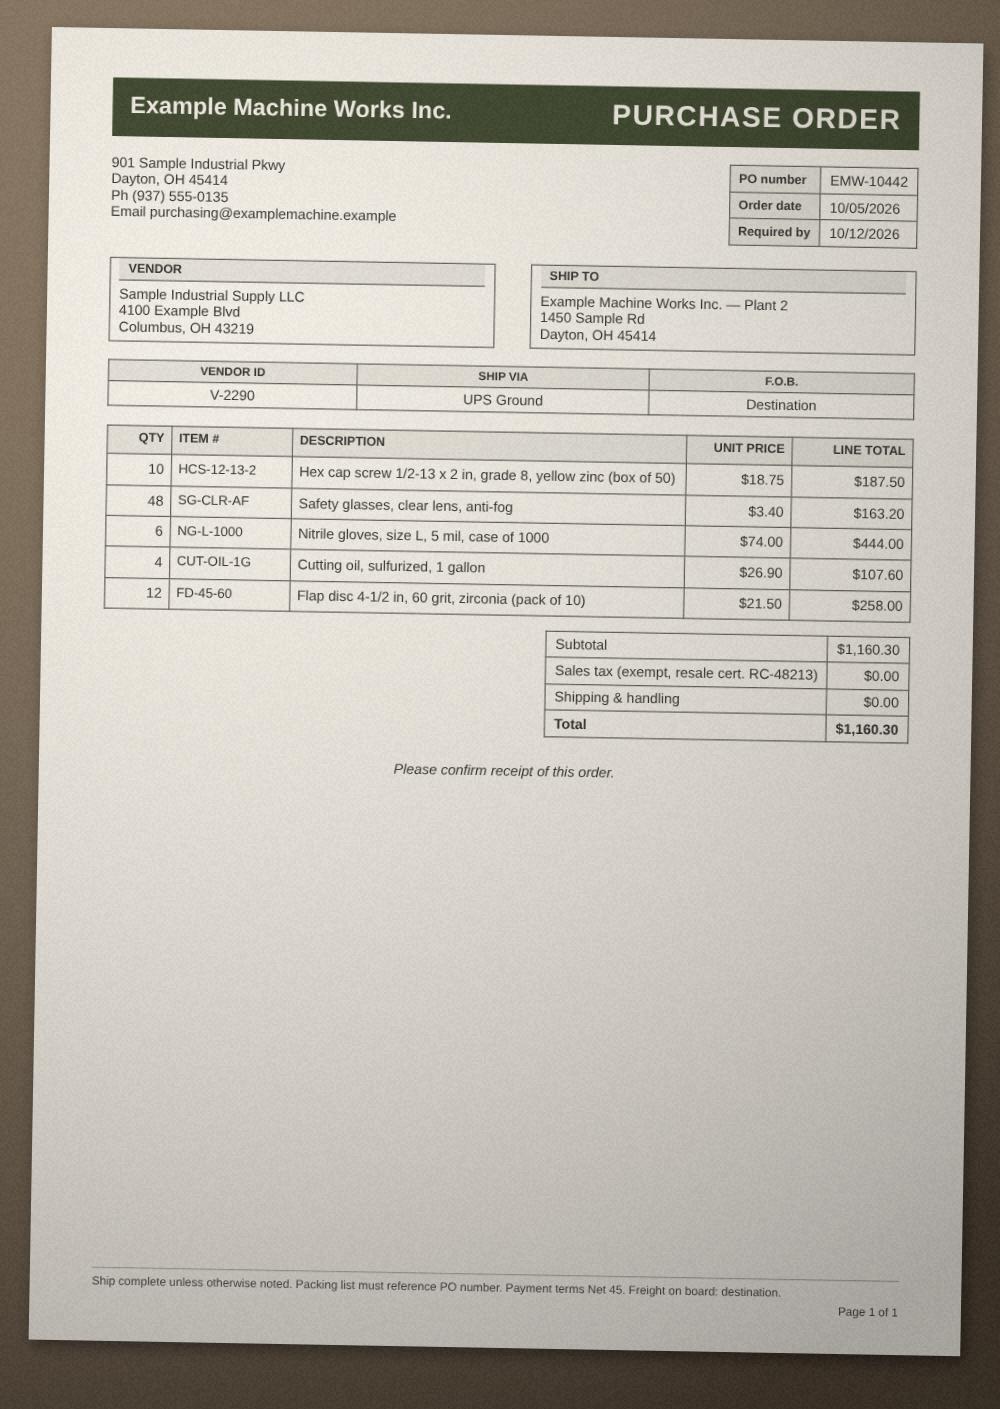 Example Machine Works Inc.
PURCHASE ORDER
901 Sample Industrial Pkwy
Dayton, OH 45414
Ph (937) 555-0135
Email purchasing@examplemachine.example
PO number EMW-10442
Order date 10/05/2026
Required by 10/12/2026
VENDOR
Sample Industrial Supply LLC
4100 Example Blvd
Columbus, OH 43219
SHIP TO
Example Machine Works Inc. — Plant 2
1450 Sample Rd
Dayton, OH 45414
VENDOR ID SHIP VIA F.O.B.
V-2290 UPS Ground Destination
QTY ITEM # DESCRIPTION UNIT PRICE LINE TOTAL
10 HCS-12-13-2 Hex cap screw 1/2-13 x 2 in, grade 8, yellow zinc (box of 50) $18.75 $187.50
48 SG-CLR-AF Safety glasses, clear lens, anti-fog $3.40 $163.20
6 NG-L-1000 Nitrile gloves, size L, 5 mil, case of 1000 $74.00 $444.00
4 CUT-OIL-1G Cutting oil, sulfurized, 1 gallon $26.90 $107.60
12 FD-45-60 Flap disc 4-1/2 in, 60 grit, zirconia (pack of 10) $21.50 $258.00
Subtotal $1,160.30
Sales tax (exempt, resale cert. RC-48213) $0.00
Shipping & handling $0.00
Total $1,160.30
Please confirm receipt of this order.
Ship complete unless otherwise noted. Packing list must reference PO number. Payment terms Net 45. Freight on board: destination.
Page 1 of 1